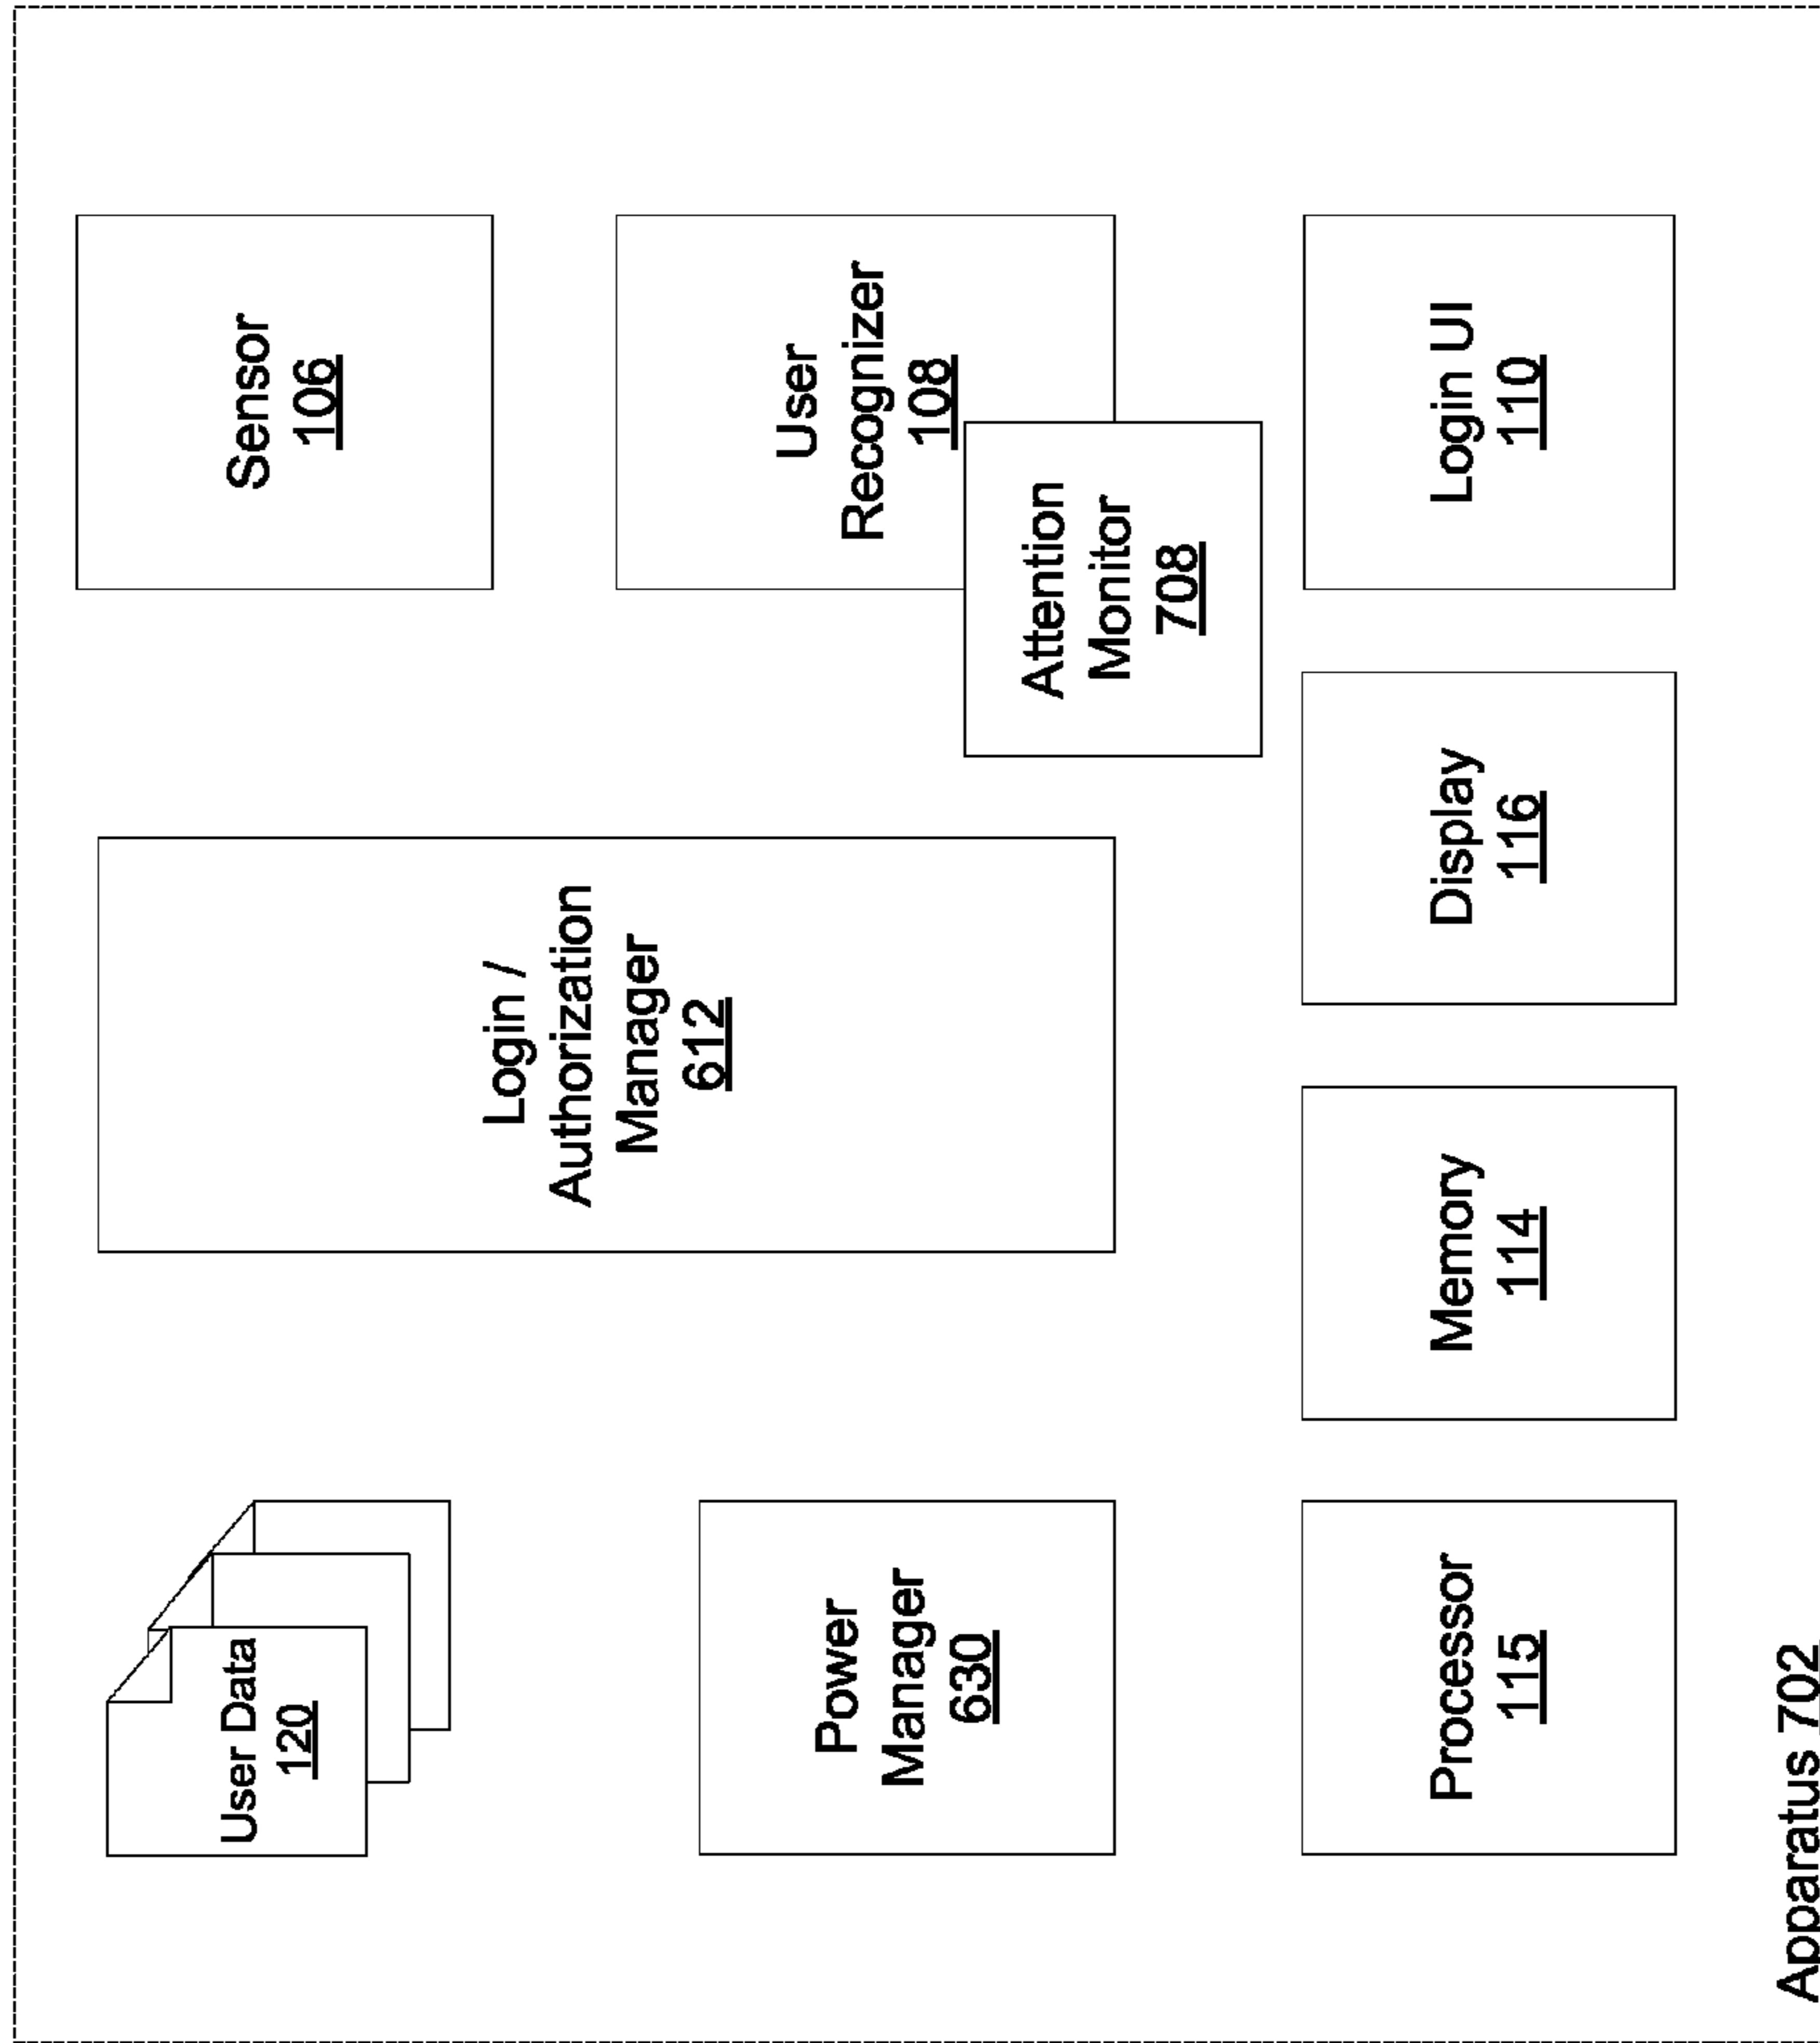 User Data
120
Login /
Authorization
Manager
612
Sensor
106
Power
Manager
630
User
Recognizer
108
Attention
Monitor
708
Processor
115
Memory
114
Display
116
Login UI
110
Apparatus 702